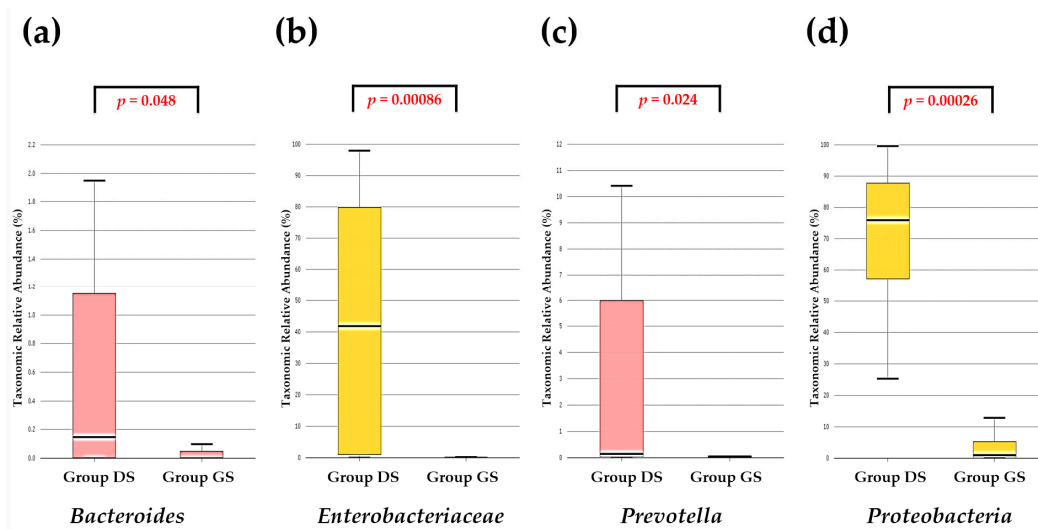 (a)
p = 0.048
Taxonomic Relative Abundance (%)
2.2
2.0
1.8
1.6
1.4
1.2
1.0
0.8
0.6
0.4
0.2
0.0
Group DS Group GS
Bacteroides
(b)
p = 0.00086
Taxonomic Relative Abundance (%)
100
90
80
70
60
50
40
30
20
10
0
Group DS Group GS
Enterobacteriaceae
(c)
p = 0.024
Taxonomic Relative Abundance (%)
12
11
10
9
8
7
6
5
4
3
2
1
0
Group DS Group GS
Prevotella
(d)
p = 0.00026
Taxonomic Relative Abundance (%)
100
90
80
70
60
50
40
30
20
10
0
Group DS Group GS
Proteobacteria